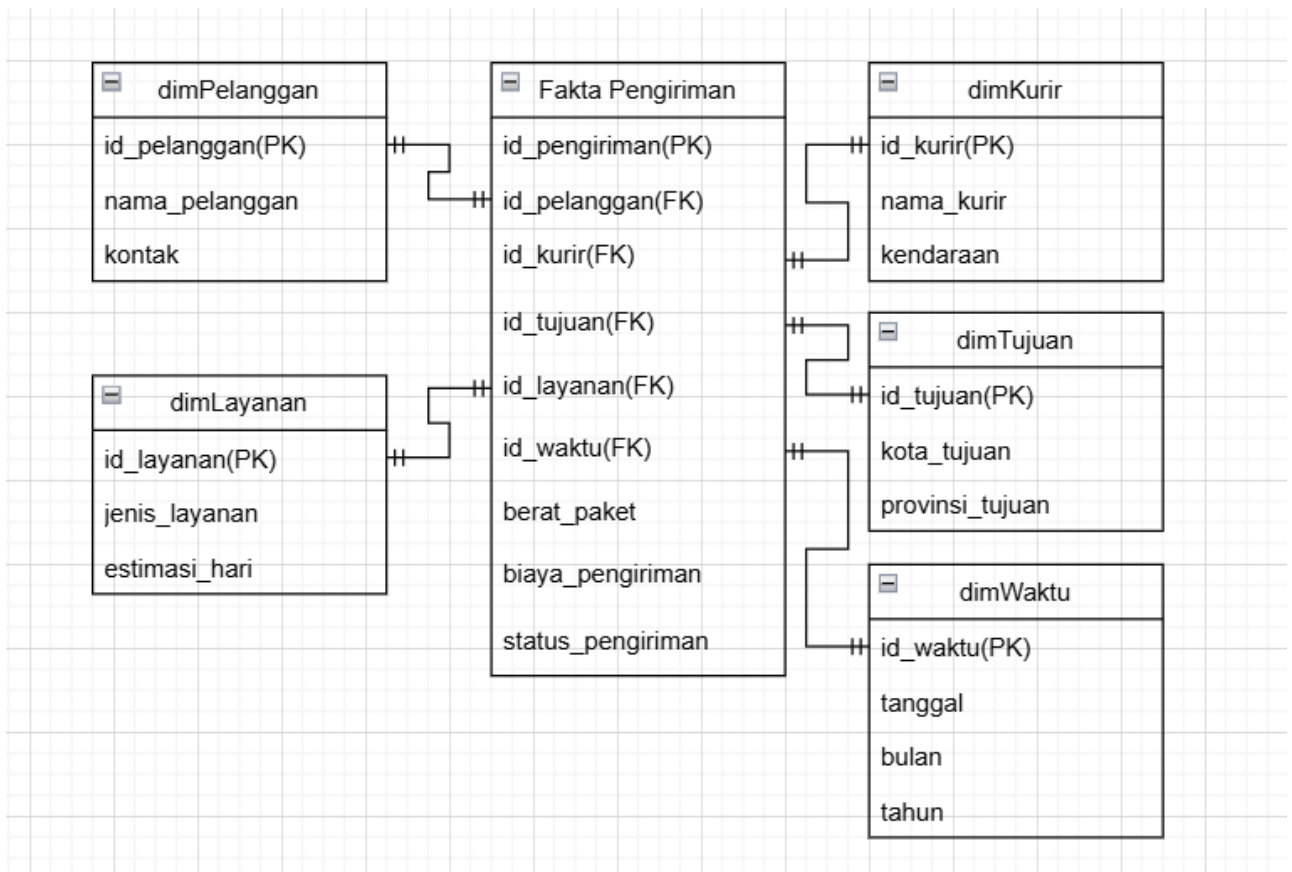 dimPelanggan
id_pelanggan(PK)
nama_pelanggan
kontak
dimLayanan
id_layanan(PK)
jenis_layanan
estimasi_hari
Fakta Pengiriman
id_pengiriman(PK)
id_pelanggan(FK)
id_kurir(FK)
id_tujuan(FK)
id_layanan(FK)
id_waktu(FK)
berat_paket
biaya_pengiriman
status_pengiriman
dimKurir
id_kurir(PK)
nama_kurir
kendaraan
dimTujuan
id_tujuan(PK)
kota_tujuan
provinsi_tujuan
dimWaktu
id_waktu(PK)
tanggal
bulan
tahun